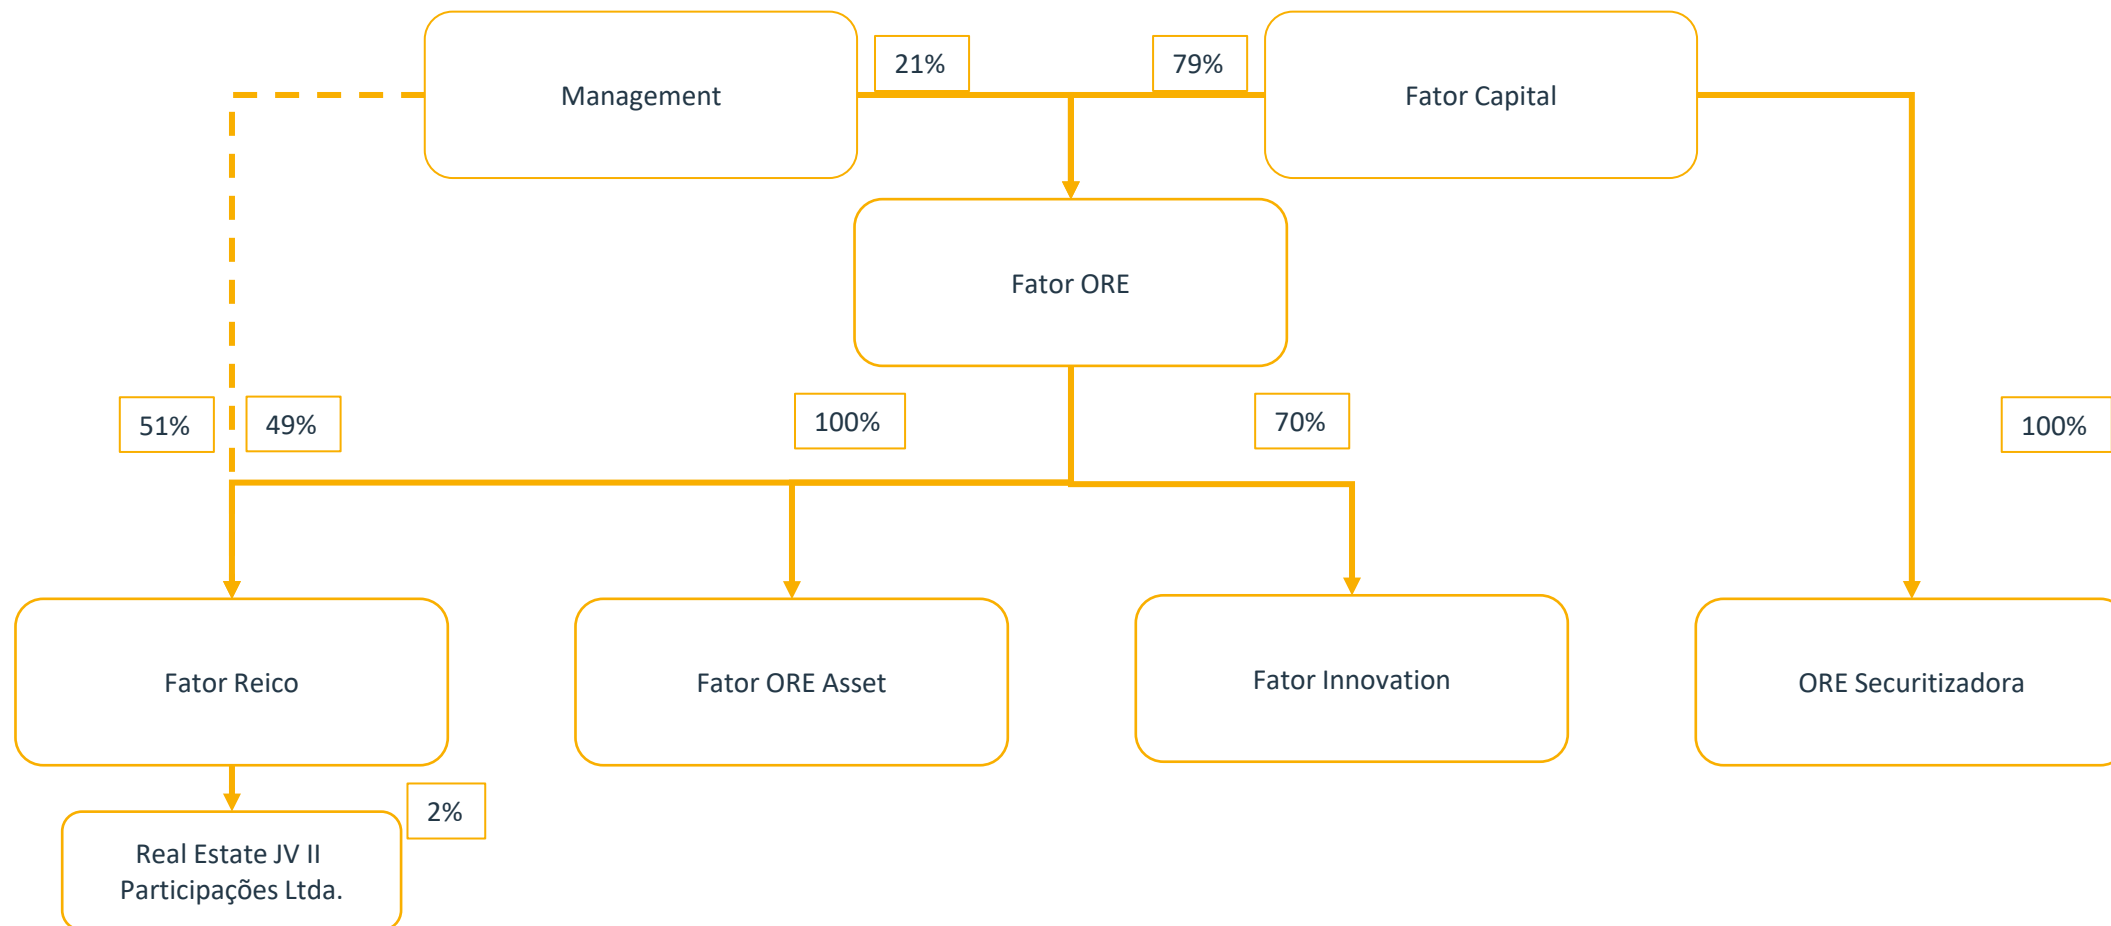 Management
21%
79%
Fator Capital
Fator ORE
51%
49%
100%
70%
100%
Fator Reico
Fator ORE Asset
Fator Innovation
ORE Securitizadora
2%
Real Estate JV II
Participações Ltda.